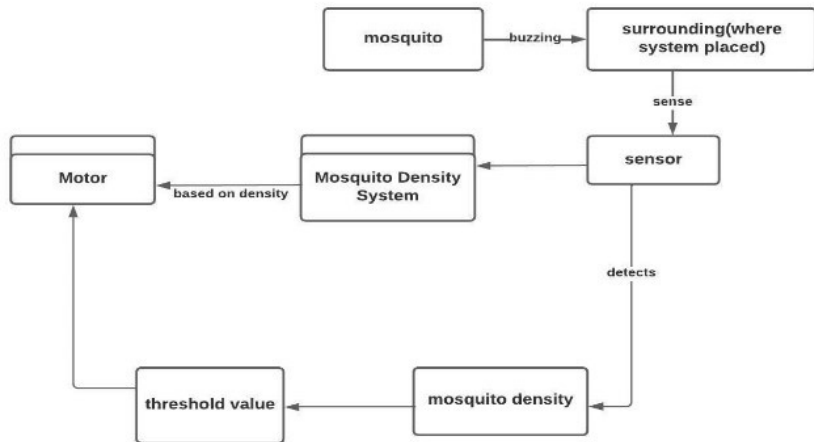 mosquito
buzzing
surrounding(where
system placed)
sense
sensor
Mosquito Density
System
based on density
Motor
detects
mosquito density
threshold value